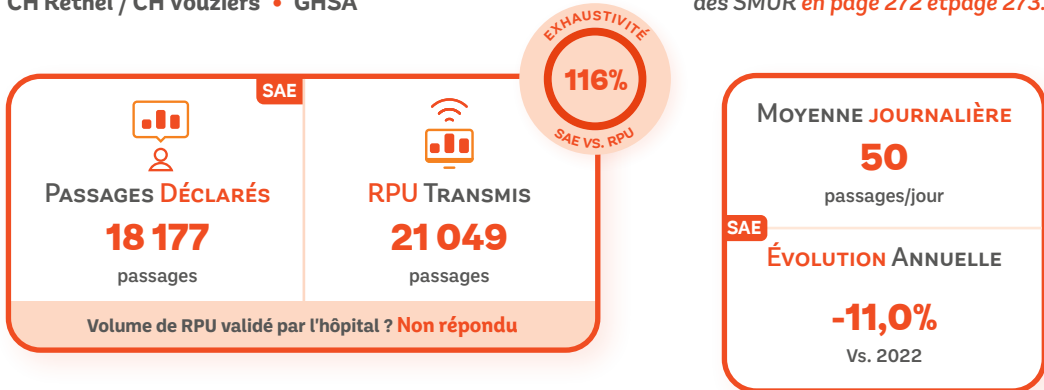 CH Rethel / CH Vouziers • GHSA
des SMUR en page 272 etpage 273.
EXHAUSTIVITÉ
116%
SAE VS. RPU
SAE
PASSAGES DÉCLARÉS
18 177
passages
RPU TRANSMIS
21 049
passages
Volume de RPU validé par l'hôpital ? Non répondu
MOYENNE JOURNALIÈRE
50
passages/jour
SAE
ÉVOLUTION ANNUELLE
-11,0%
Vs. 2022